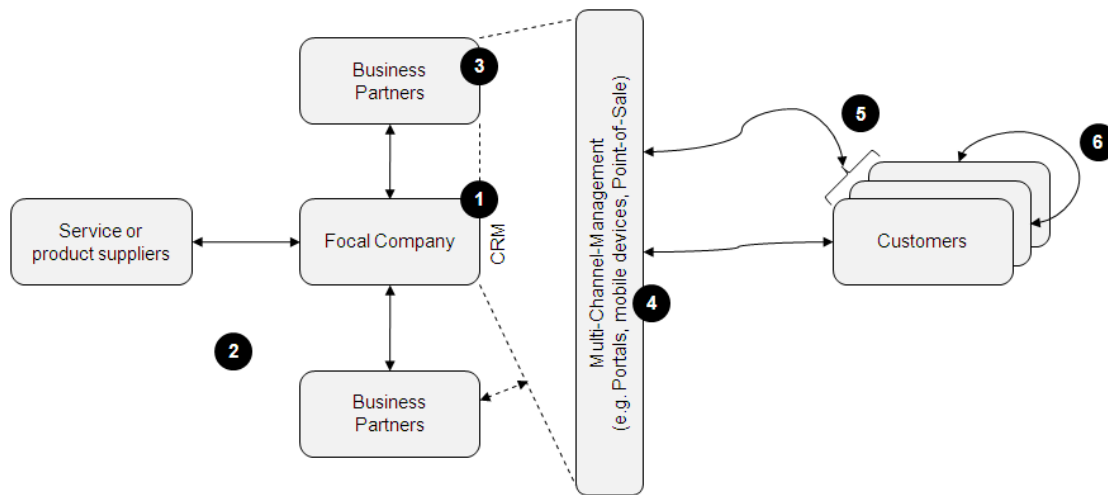 Business
Partners
3
5
6
1
Service or
product suppliers
Focal Company
CRM
Multi-Channel-Management
(e.g. Portals, mobile devices, Point-of-Sale)
Customers
4
2
Business
Partners